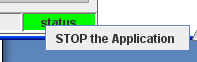 status
STOP the Application